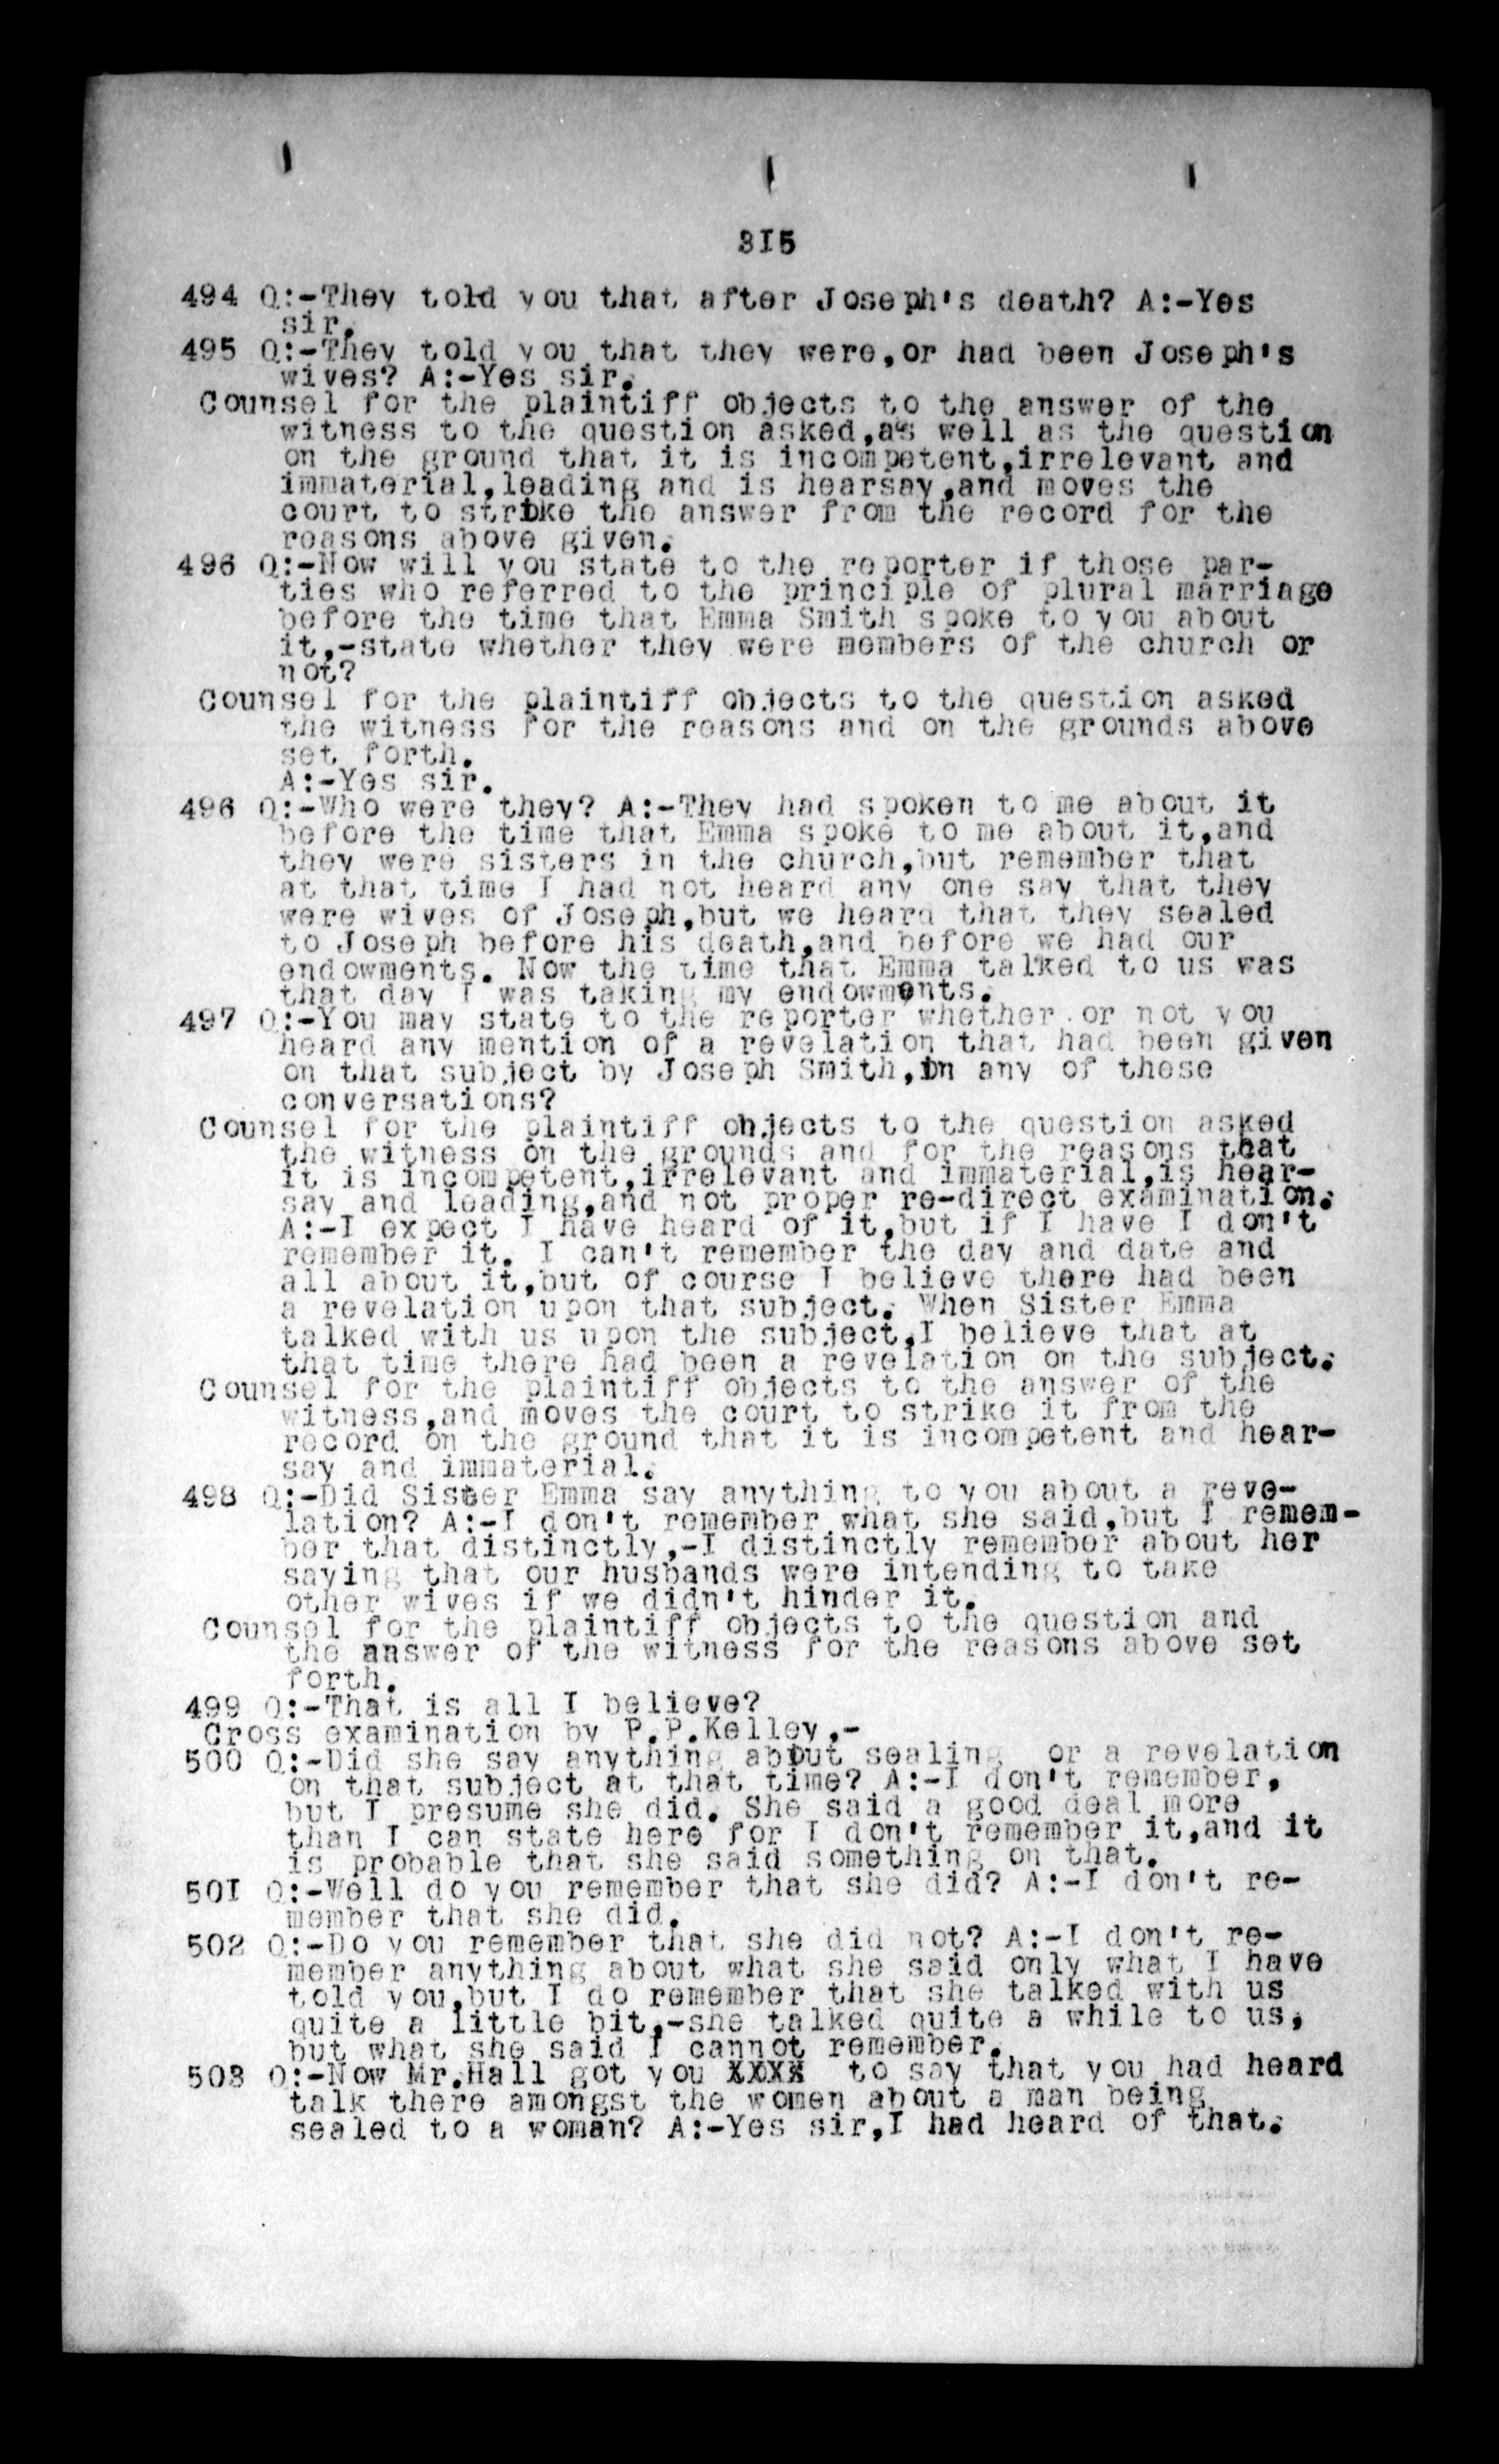 315
494 Q:-They told you that after Joseph's death? A:-Yes
sir.
495 Q:-They told you that they were,or had been Joseph's
wives? A:-Yes sir.
Counsel for the plaintiff objects to the answer of the
witness to the question asked,as well as the question
on the ground that it is incompetent,irrelevant and
immaterial,leading and is hearsay,and moves the
court to strike the answer from the record for the
reasons above given.
496 Q:-Now will you state to the reporter if those par-
ties who referred to the principle of plural marriage
before the time that Emma Smith spoke to you about
it,-state whether they were members of the church or
not?
Counsel for the plaintiff objects to the question asked
the witness for the reasons and on the grounds above
set forth.
A:-Yes sir.
496 Q:-Who were they? A:-They had spoken to me about it
before the time that Emma spoke to me about it,and
they were sisters in the church,but remember that
at that time I had not heard any one say that they
were wives of Joseph,but we heard that they sealed
to Joseph before his death,and before we had our
endowments. Now the time that Emma talked to us was
that day I was taking my endowments.
497 Q:-You may state to the reporter whether or not you
heard any mention of a revelation that had been given
on that subject by Joseph Smith,in any of these
conversations?
Counsel for the plaintiff objects to the question asked
the witness on the grounds and for the reasons that
it is incompetent,irrelevant and immaterial,is hear-
say and leading,and not proper re-direct examination.
A:-I expect I have heard of it,but if I have I don't
remember it. I can't remember the day and date and
all about it,but of course I believe there had been
a revelation upon that subject. When Sister Emma
talked with us upon the subject,I believe that at
that time there had been a revelation on the subject.
Counsel for the plaintiff objects to the answer of the
witness,and moves the court to strike it from the
record on the ground that it is incompetent and hear-
say and immaterial.
498 Q:-Did Sister Emma say anything to you about a reve-
lation? A:-I don't remember what she said,but I remem-
ber that distinctly,-I distinctly remember about her
saying that our husbands were intending to take
other wives if we didn't hinder it.
Counsel for the plaintiff objects to the question and
the answer of the witness for the reasons above set
forth.
499 Q:-That is all I believe?
Cross examination by P.P.Kelley,-
500 Q:-Did she say anything about sealing or a revelation
on that subject at that time? A:-I don't remember,
but I presume she did. She said a good deal more
than I can state here for I don't remember it,and it
is probable that she said something on that.
501 Q:-Well do you remember that she did? A:-I don't re-
member that she did.
502 Q:-Do you remember that she did not? A:-I don't re-
member anything about what she said only what I have
told you,but I do remember that she talked with us
quite a little bit,-she talked quite a while to us,
but what she said I cannot remember.
503 Q:-Now Mr.Hall got you XXXX to say that you had heard
talk there amongst the women about a man being
sealed to a woman? A:-Yes sir,I had heard of that.